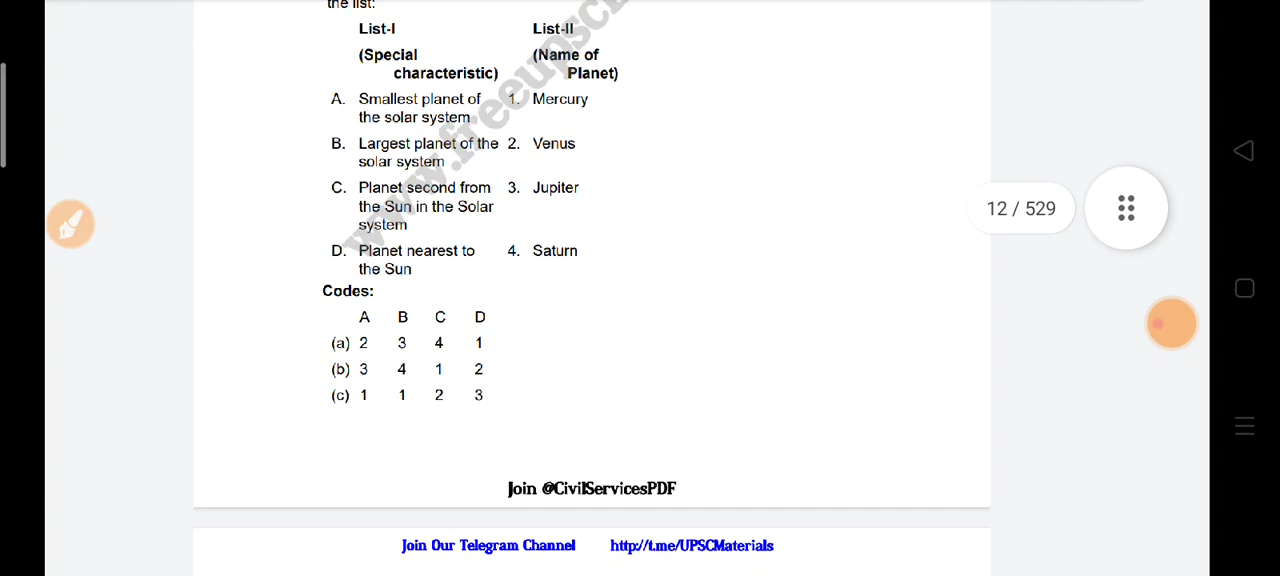 the list:
List-I List-II
(Special (Name of
characteristic) Planet)
A. Smallest planet of 1. Mercury
the solar system
B. Largest planet of the 2. Venus
solar system
C. Planet second from 3. Jupiter
the Sun in the Solar
system
D. Planet nearest to 4. Saturn
the Sun
Codes:
A B C D
(a) 2 3 4 1
(b) 3 4 1 2
(c) 1 1 2 3
12 / 529
Join @CivilServicesPDF
Join Our Telegram Channel http://t.me/UPSCMaterials